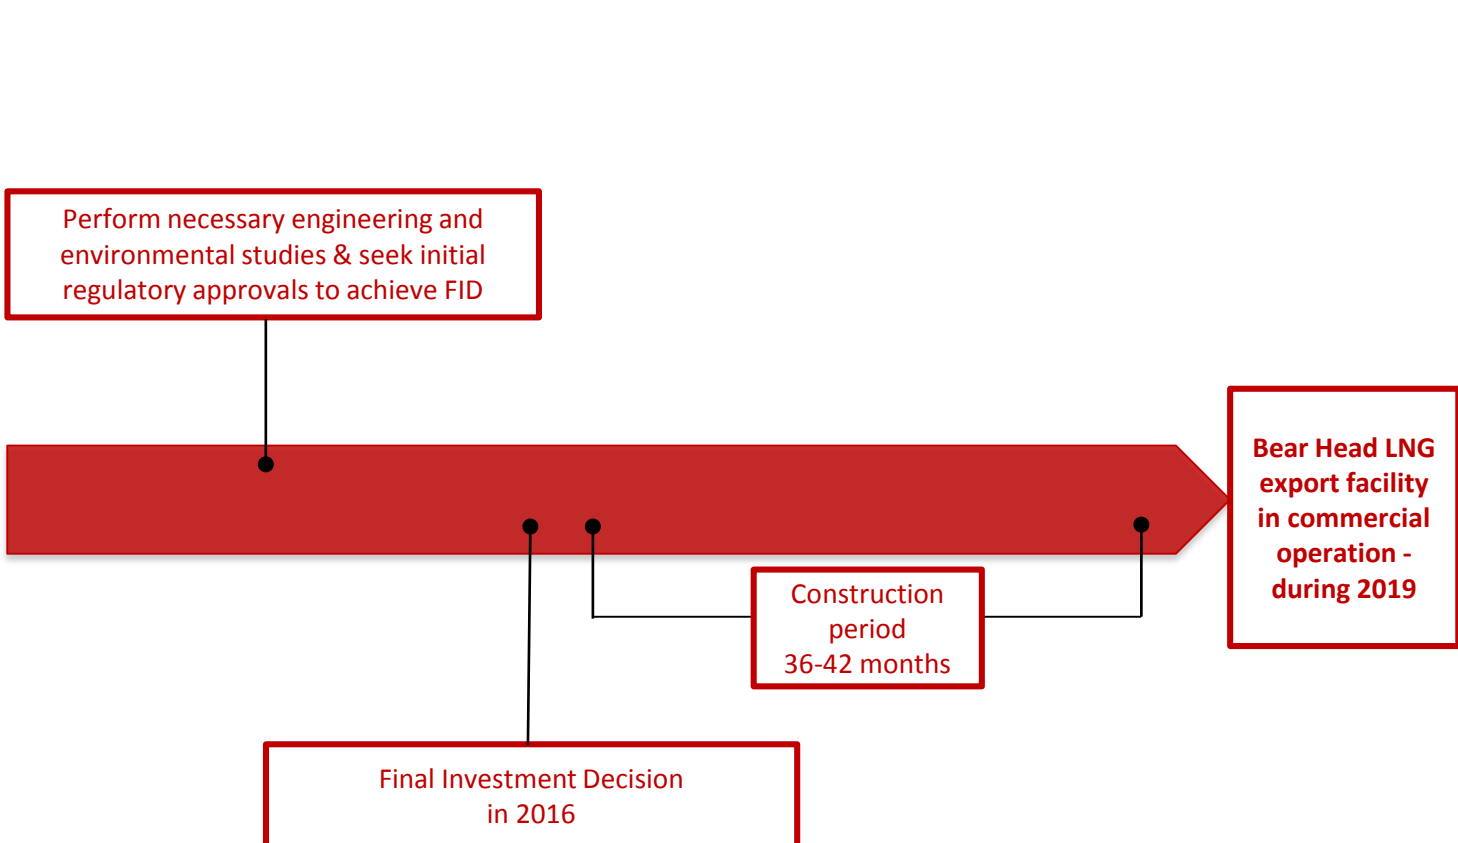 Perform necessary engineering and
environmental studies & seek initial
regulatory approvals to achieve FID
Bear Head LNG
export facility
in commercial
operation -
during 2019
Construction
period
36-42 months
Final Investment Decision
in 2016